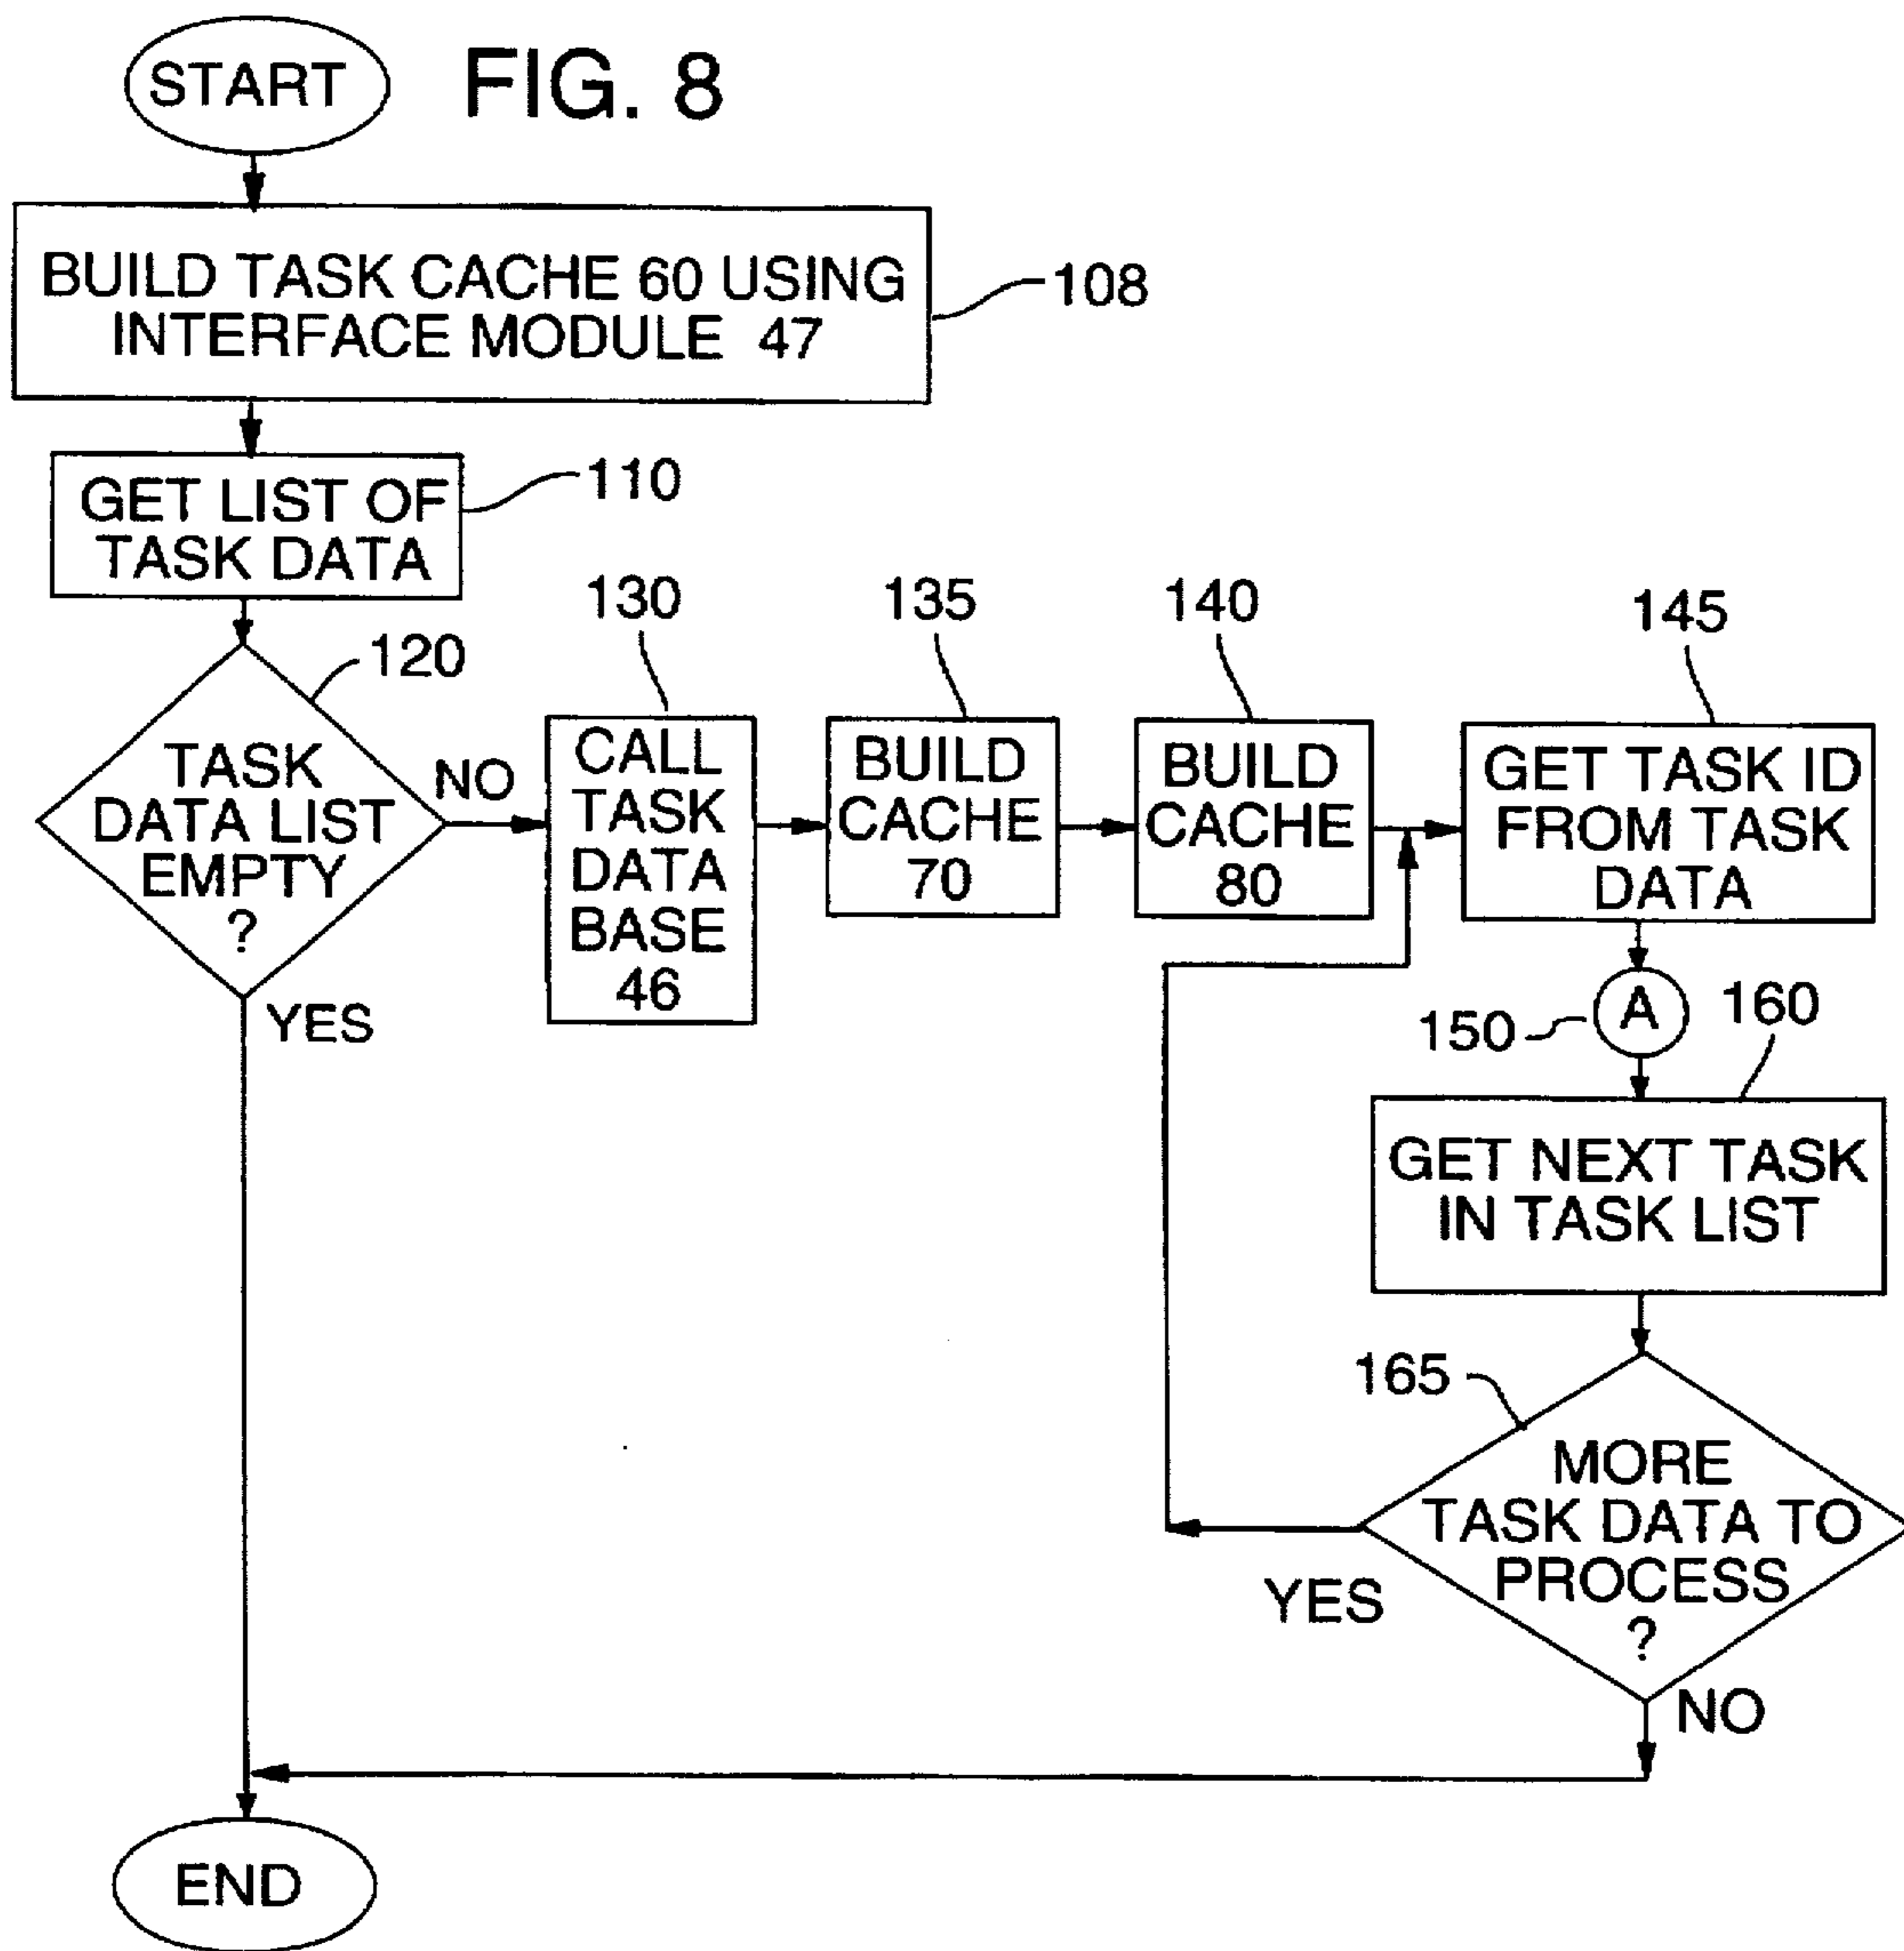 START
FIG. 8
BUILD TASK CACHE 60 USING
INTERFACE MODULE 47
108
GET LIST OF
TASK DATA
110
120
TASK
DATA LIST
EMPTY
?
NO
YES
130
CALL
TASK
DATA
BASE
46
135
BUILD
CACHE
70
140
BUILD
CACHE
80
145
GET TASK ID
FROM TASK
DATA
150
A
160
GET NEXT TASK
IN TASK LIST
165
MORE
TASK DATA TO
PROCESS
?
YES
NO
END